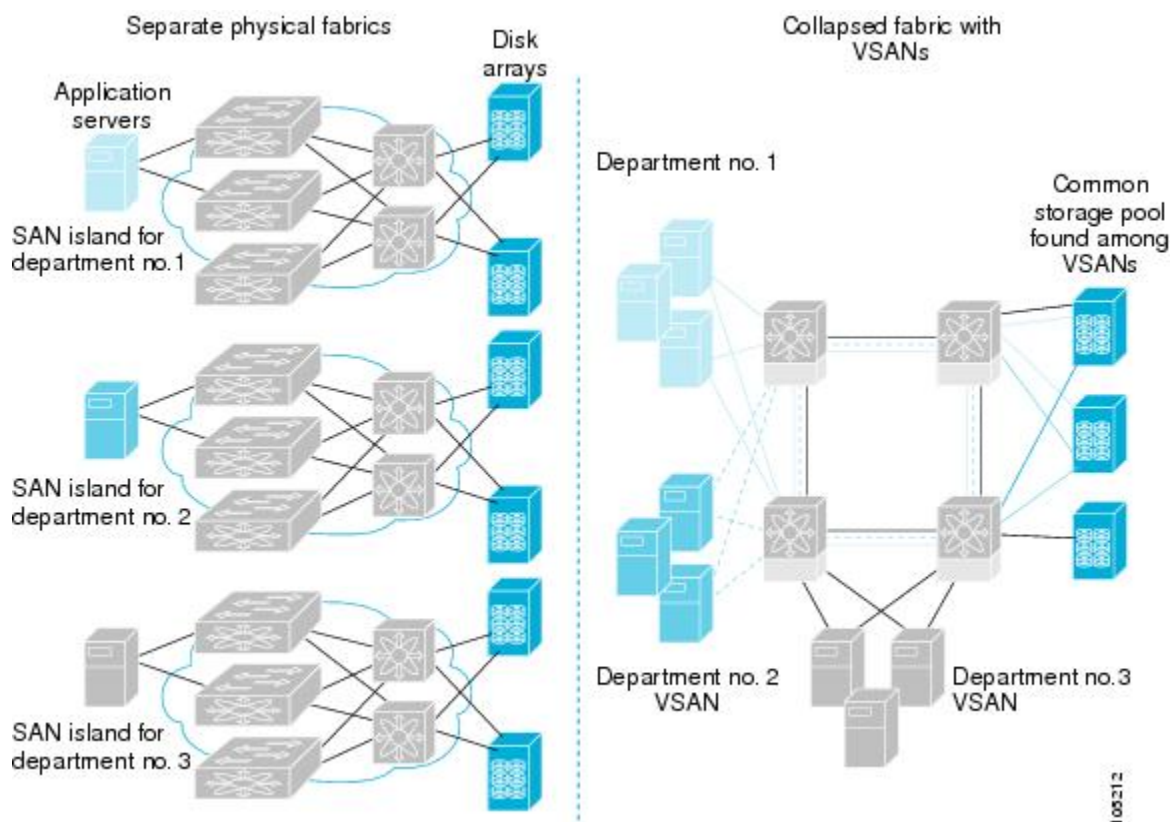 Separate physical fabrics
Disk
arrays
Application
servers
SAN island for
department no.1
SAN island for
department no. 2
SAN island for
department no. 3
Collapsed fabric with
VSANs
Department no. 1
Common
storage pool
found among
VSANs
Department no. 2
VSAN
Department no.3
VSAN
105212